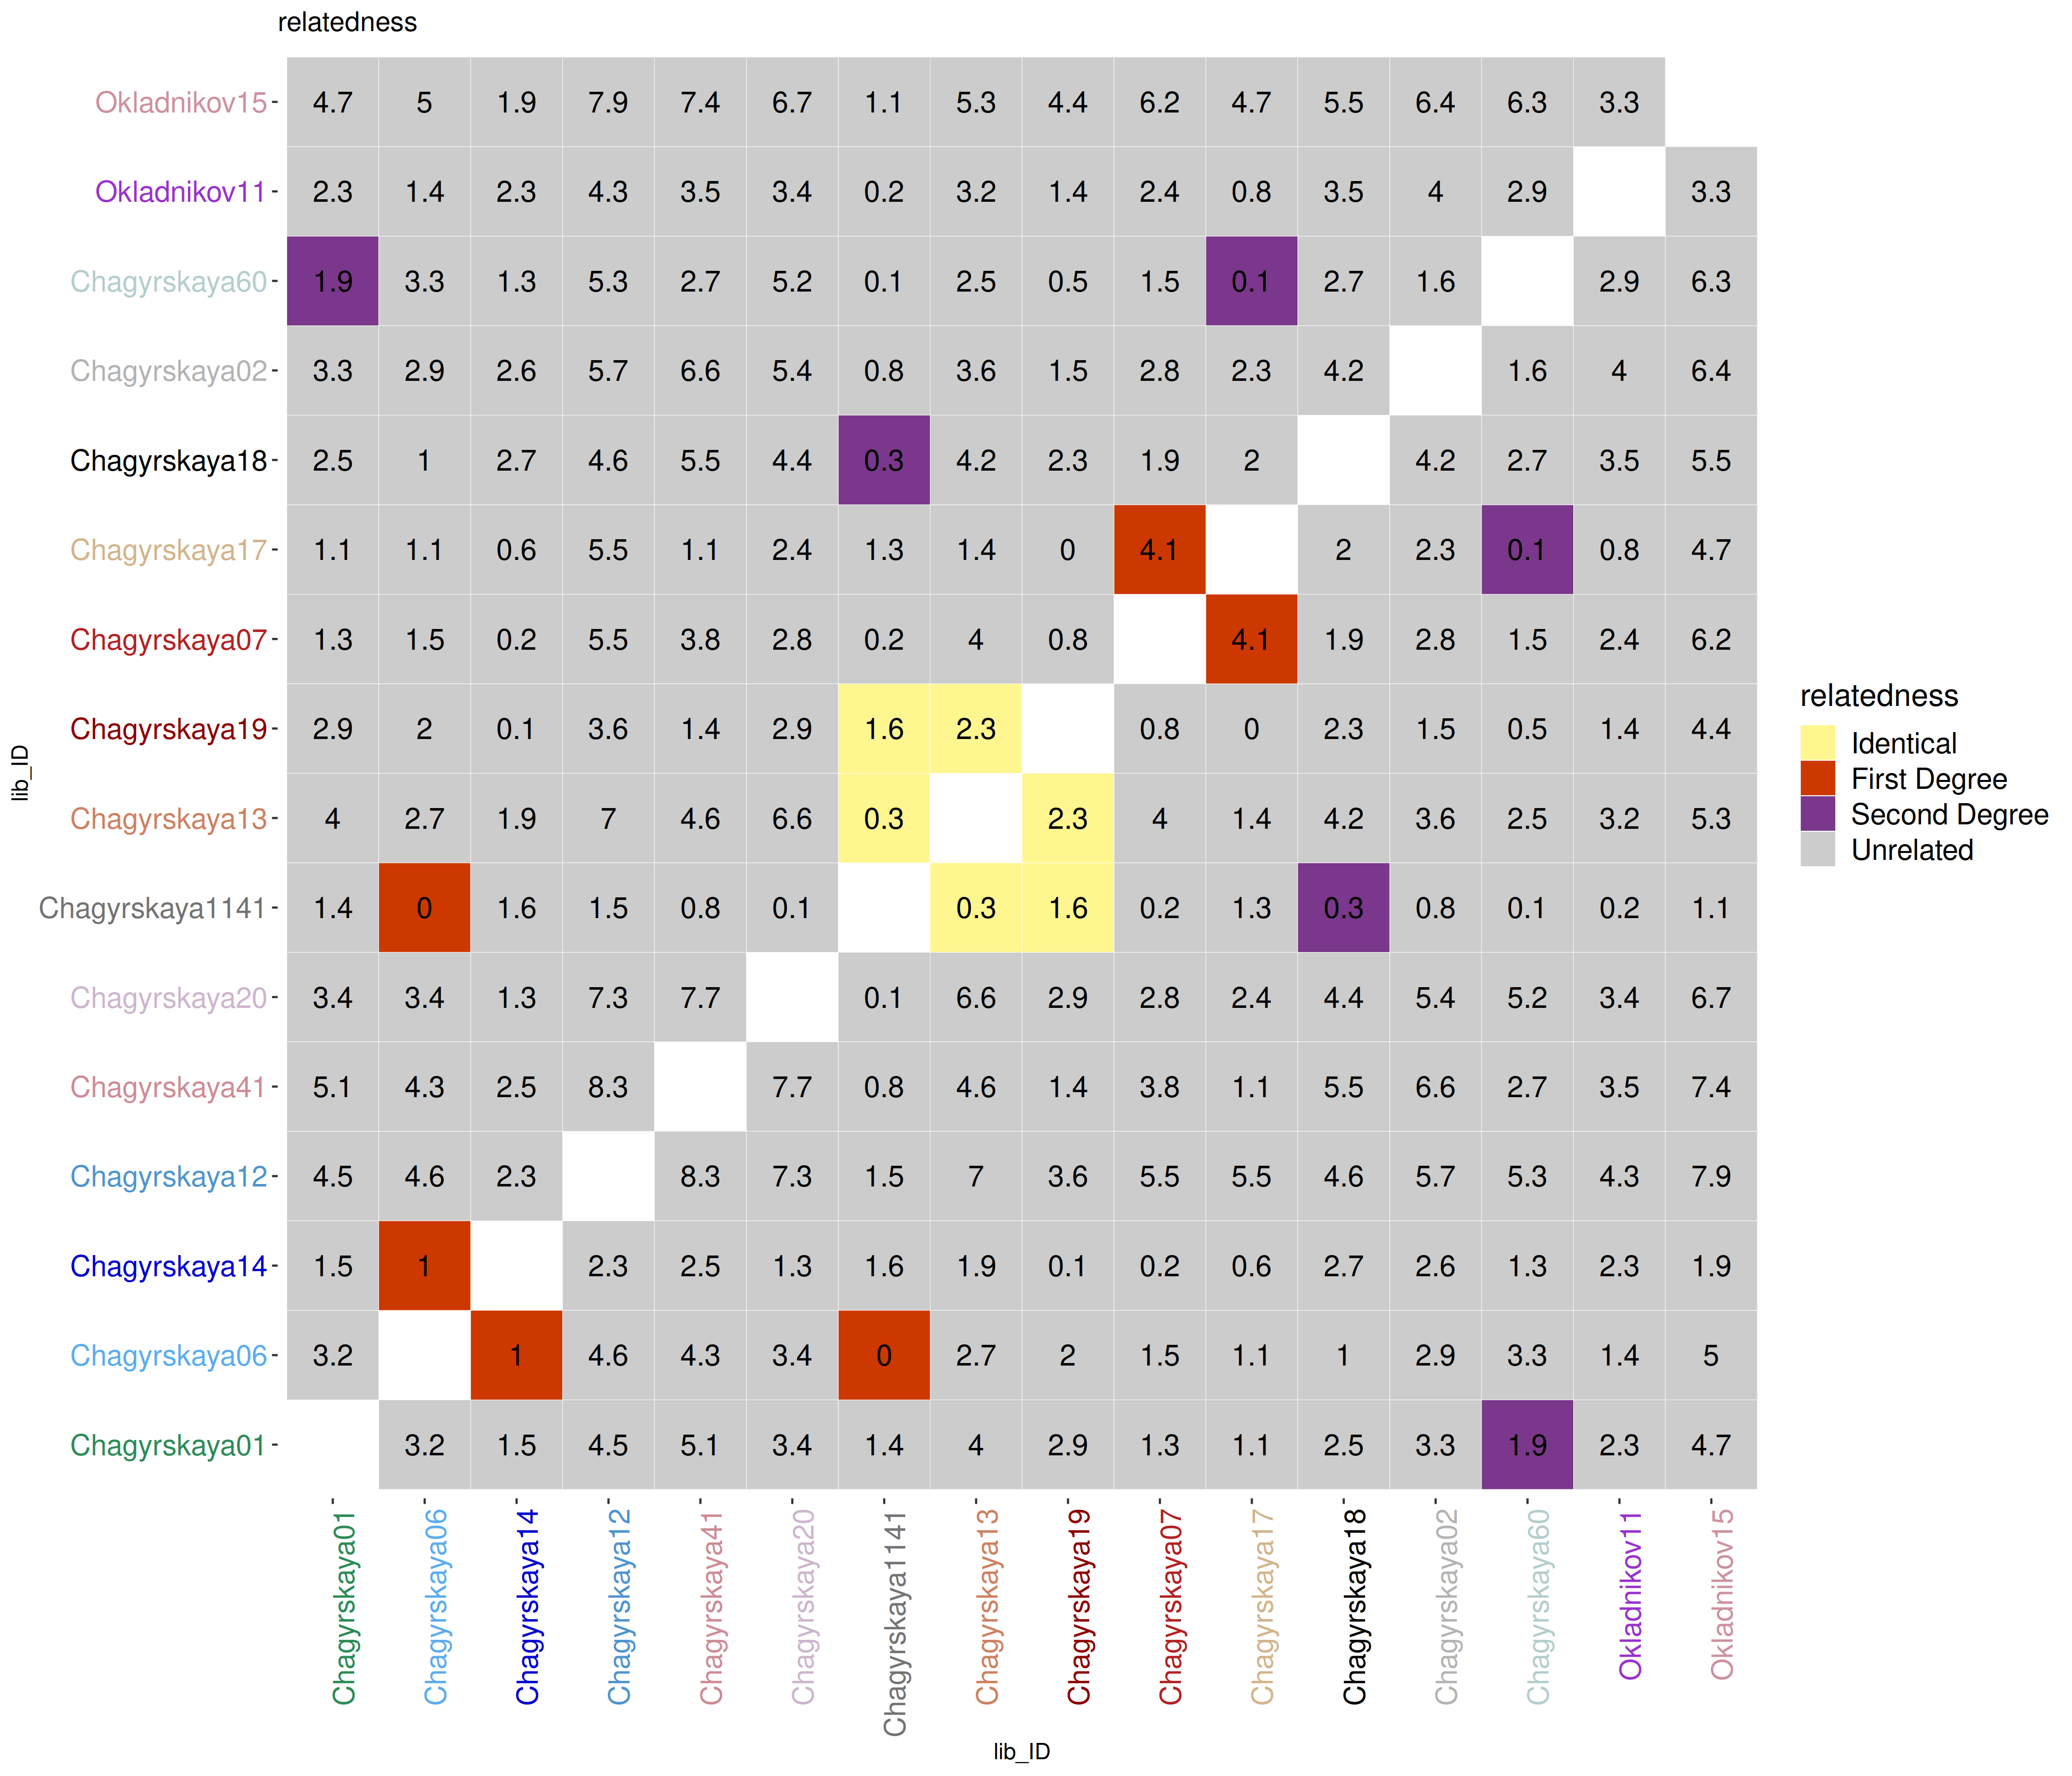 relatedness
Okladnikov15 4.7 5 1.9 7.9 7.4 6.7 1.1 5.3 4.4 6.2 4.7 5.5 6.4 6.3 3.3
Okladnikov11 2.3 1.4 2.3 4.3 3.5 3.4 0.2 3.2 1.4 2.4 0.8 3.5 4 2.9 3.3
Chagyrskaya60 1.9 3.3 1.3 5.3 2.7 5.2 0.1 2.5 0.5 1.5 0.1 2.7 1.6 2.9 6.3
Chagyrskaya02 3.3 2.9 2.6 5.7 6.6 5.4 0.8 3.6 1.5 2.8 2.3 4.2 1.6 4 6.4
Chagyrskaya18 2.5 1 2.7 4.6 5.5 4.4 0.3 4.2 2.3 1.9 2 4.2 2.7 3.5 5.5
Chagyrskaya17 1.1 1.1 0.6 5.5 1.1 2.4 1.3 1.4 0 4.1 2 2.3 0.1 0.8 4.7
Chagyrskaya07 1.3 1.5 0.2 5.5 3.8 2.8 0.2 4 0.8 4.1 1.9 2.8 1.5 2.4 6.2
Chagyrskaya19 2.9 2 0.1 3.6 1.4 2.9 1.6 2.3 0.8 0 2.3 1.5 0.5 1.4 4.4
Chagyrskaya13 4 2.7 1.9 7 4.6 6.6 0.3 2.3 4 1.4 4.2 3.6 2.5 3.2 5.3
Chagyrskaya1141 1.4 0 1.6 1.5 0.8 0.1 0.3 1.6 0.2 1.3 0.3 0.8 0.1 0.2 1.1
Chagyrskaya20 3.4 3.4 1.3 7.3 7.7 0.1 6.6 2.9 2.8 2.4 4.4 5.4 5.2 3.4 6.7
Chagyrskaya41 5.1 4.3 2.5 8.3 7.7 0.8 4.6 1.4 3.8 1.1 5.5 6.6 2.7 3.5 7.4
Chagyrskaya12 4.5 4.6 2.3 8.3 7.3 1.5 7 3.6 5.5 5.5 4.6 5.7 5.3 4.3 7.9
Chagyrskaya14 1.5 1 2.3 2.5 1.3 1.6 1.9 0.1 0.2 0.6 2.7 2.6 1.3 2.3 1.9
Chagyrskaya06 3.2 1 4.6 4.3 3.4 0 2.7 2 1.5 1.1 1 2.9 3.3 1.4 5
Chagyrskaya01 3.2 1.5 4.5 5.1 3.4 1.4 4 2.9 1.3 1.1 2.5 3.3 1.9 2.3 4.7
lib_ID
Chagyrskaya01
Chagyrskaya06
Chagyrskaya14
Chagyrskaya12
Chagyrskaya41
Chagyrskaya20
Chagyrskaya1141
Chagyrskaya13
Chagyrskaya19
Chagyrskaya07
Chagyrskaya17
Chagyrskaya18
Chagyrskaya02
Chagyrskaya60
Okladnikov11
Okladnikov15
lib_ID
relatedness
Identical
First Degree
Second Degree
Unrelated